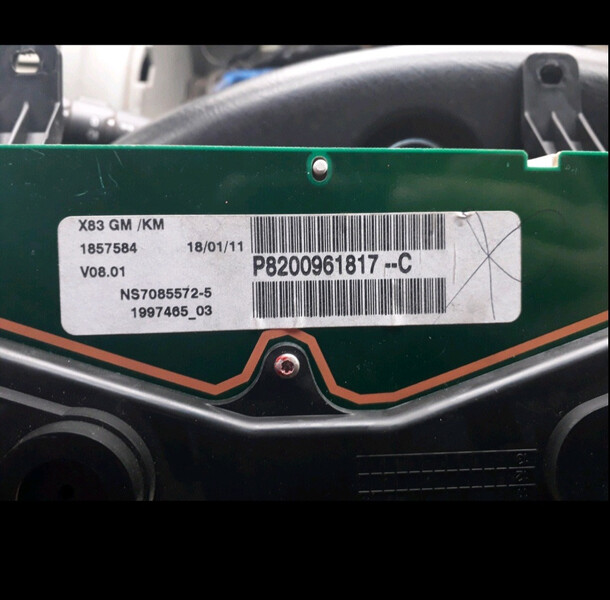 X83 GM /KM
1857584 18/01/11
V08.01
P8200961817 --C
NS7085572-5
1997465_03